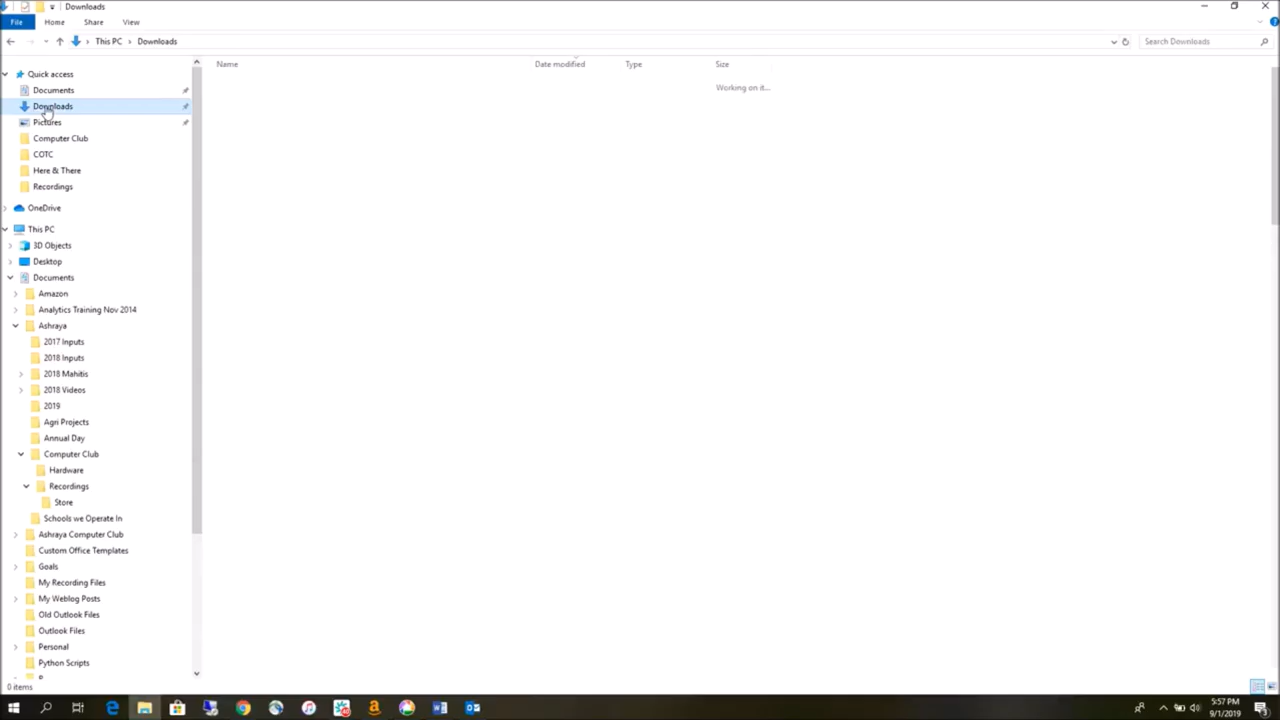 Downloads
File Home Share View
This PC Downloads Search Downloads
Name Date modified Type Size
Working on it...
Quick access
Documents
Downloads
Pictures
Computer Club
COTC
Here & There
Recordings
OneDrive
This PC
3D Objects
Desktop
Documents
Amazon
Analytics Training Nov 2014
Ashraya
2017 Inputs
2018 Inputs
2018 Mahitis
2018 Videos
2019
Agri Projects
Annual Day
Computer Club
Hardware
Recordings
Store
Schools we Operate In
Ashraya Computer Club
Custom Office Templates
Goals
My Recording Files
My Weblog Posts
Old Outlook Files
Outlook Files
Personal
Python Scripts
0 items
5:57 PM
9/1/2019